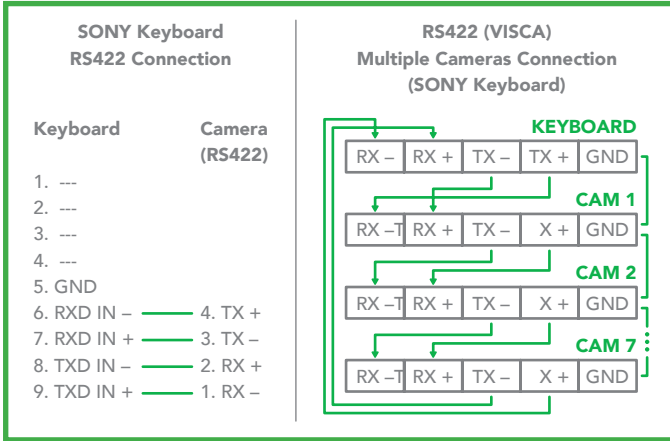 SONY Keyboard
RS422 Connection
Keyboard Camera
(RS422)
1. ---
2. ---
3. ---
4. ---
5. GND
6. RXD IN – 4. TX +
7. RXD IN + 3. TX –
8. TXD IN – 2. RX +
9. TXD IN + 1. RX –
RS422 (VISCA)
Multiple Cameras Connection
(SONY Keyboard)
KEYBOARD
RX – RX + TX – TX + GND
CAM 1
RX –T RX + TX – X + GND
CAM 2
RX –T RX + TX – X + GND
CAM 7
RX –T RX + TX – X + GND